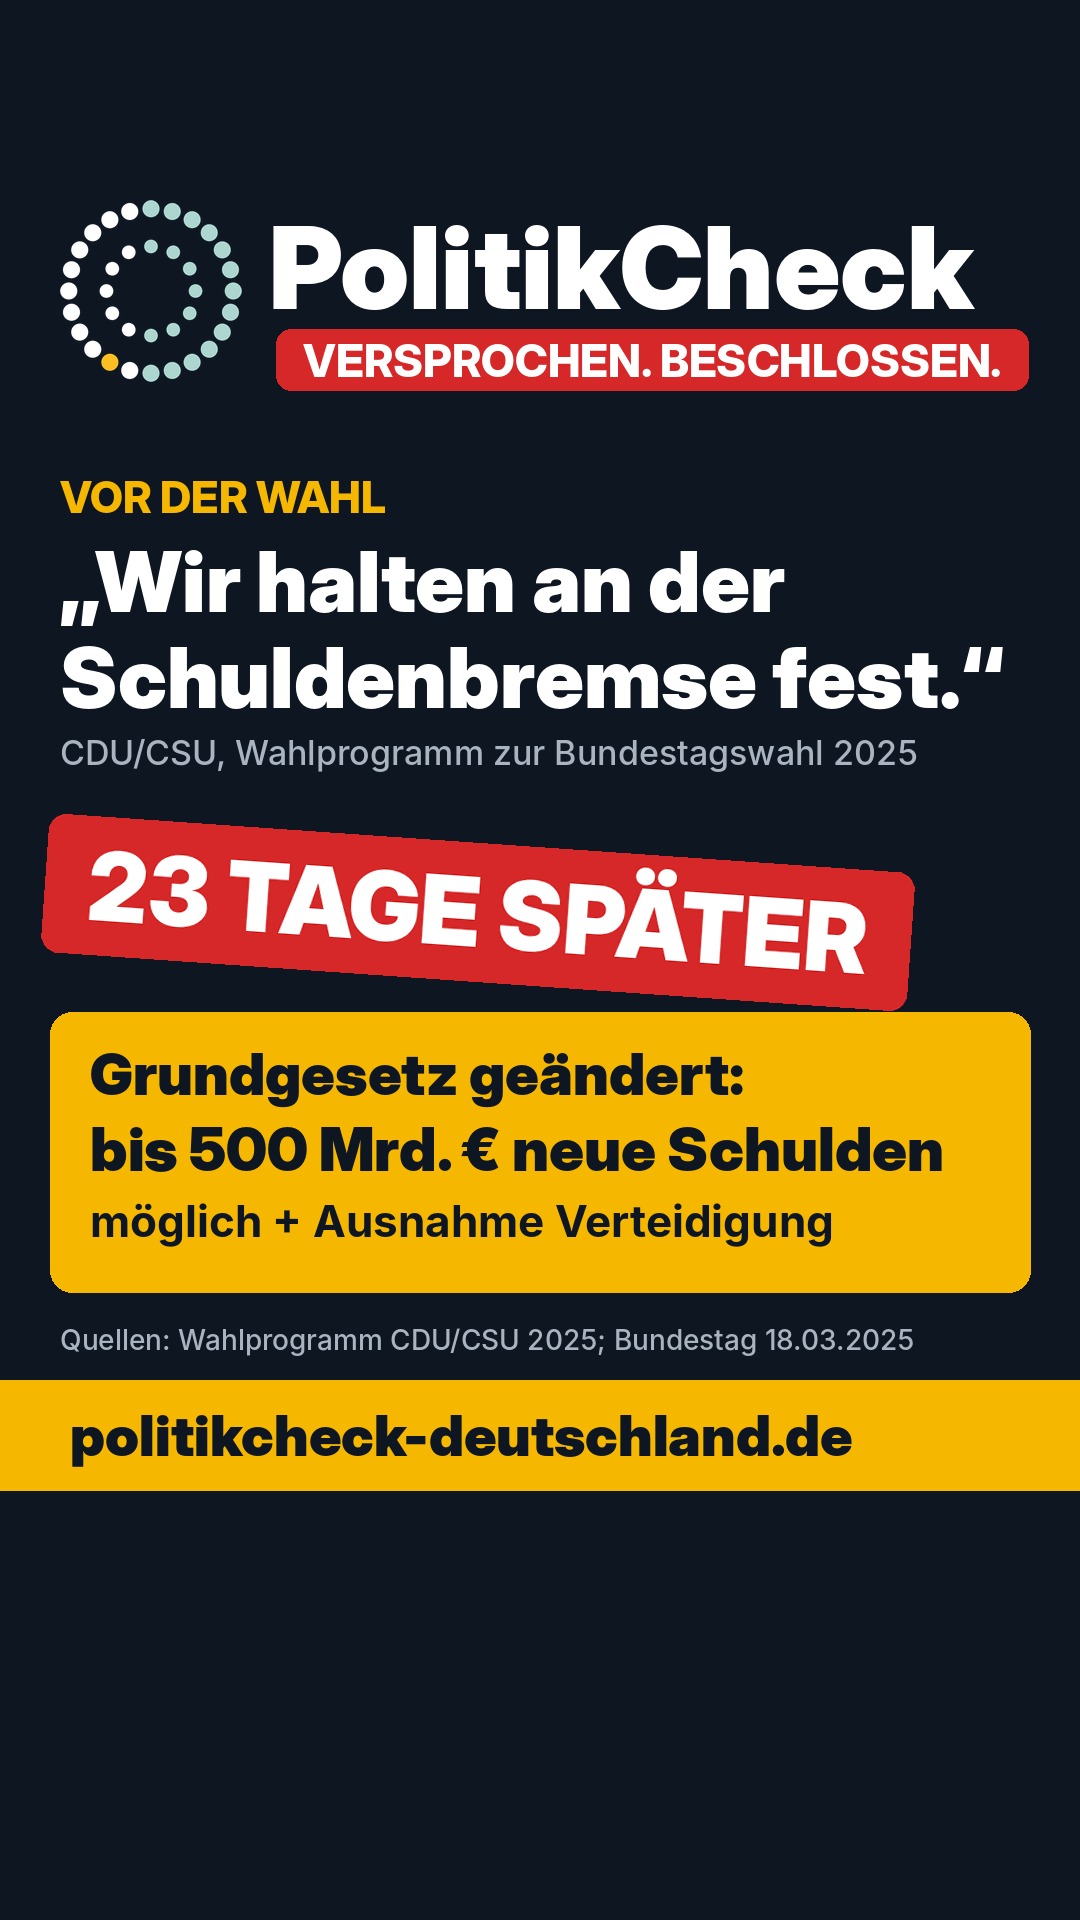 PolitikCheck
VERSPROCHEN. BESCHLOSSEN.
VOR DER WAHL
„Wir halten an der
Schuldenbremse fest.“
CDU/CSU, Wahlprogramm zur Bundestagswahl 2025
23 TAGE SPÄTER
Grundgesetz geändert:
bis 500 Mrd. € neue Schulden
möglich + Ausnahme Verteidigung
Quellen: Wahlprogramm CDU/CSU 2025; Bundestag 18.03.2025
politikcheck-deutschland.de